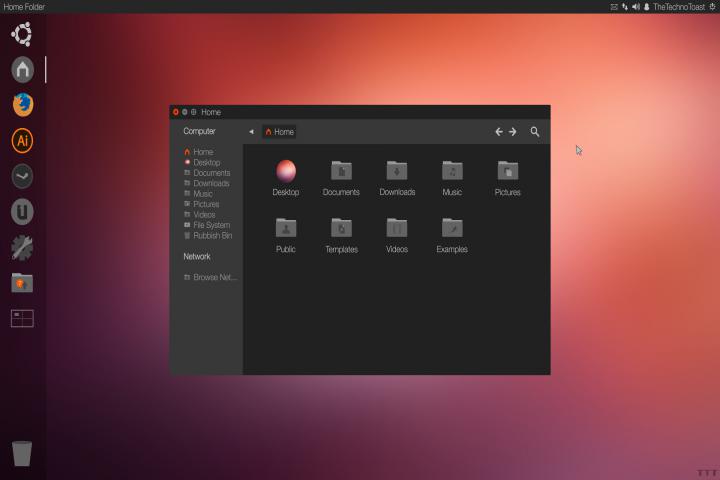 Home Folder
TheTechnoToast
Home
Computer
Home
Home
Desktop
Documents
Downloads
Music
Pictures
Videos
File System
Rubbish Bin
Network
Browse Net...
Desktop
Documents
Downloads
Music
Pictures
Public
Templates
Videos
Examples
Ai
TTT